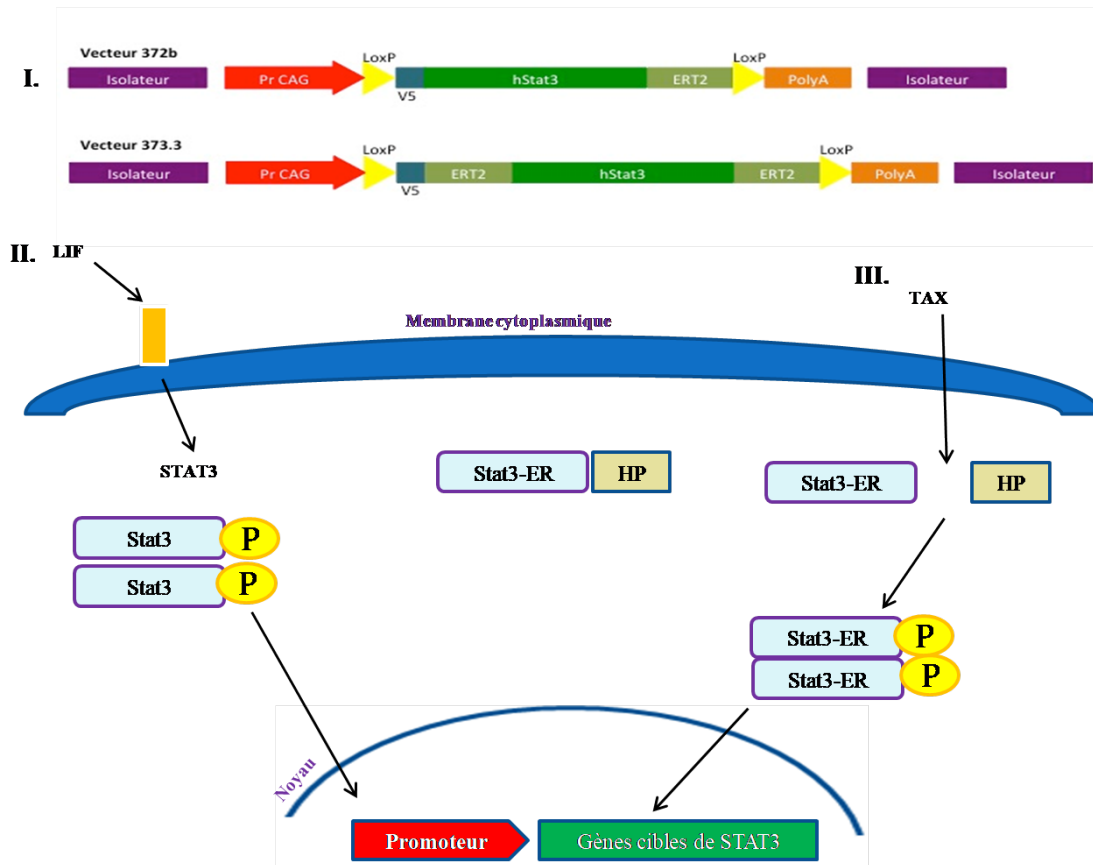 I.
Vecteur 372b
LoxP
LoxP
Isolateur
Pr CAG
hStat3
ERT2
PolyA
Isolateur
V5
Vecteur 373.3
LoxP
LoxP
Isolateur
Pr CAG
ERT2
hStat3
ERT2
PolyA
Isolateur
V5
II.
LIF
III.
TAX
Membrane cytoplasmique
STAT3
Stat3-ER
HP
Stat3-ER
HP
Stat3
P
Stat3
P
Stat3-ER
P
Stat3-ER
P
Noyau
Promoteur
Gènes cibles de STAT3